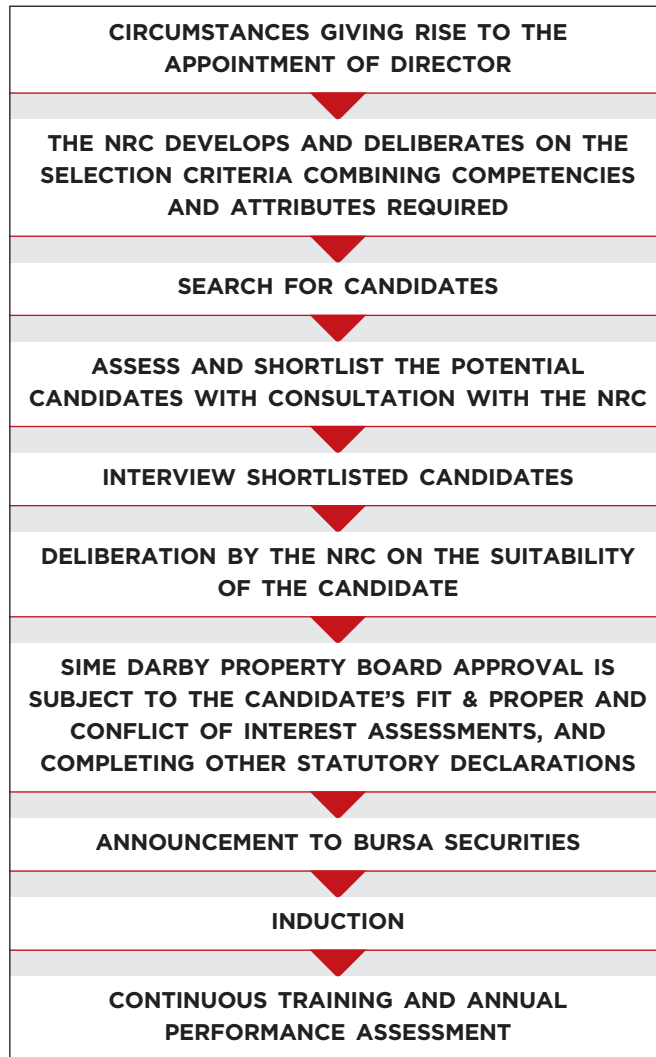 CIRCUMSTANCES GIVING RISE TO THE
APPOINTMENT OF DIRECTOR
THE NRC DEVELOPS AND DELIBERATES ON THE
SELECTION CRITERIA COMBINING COMPETENCIES
AND ATTRIBUTES REQUIRED
SEARCH FOR CANDIDATES
ASSESS AND SHORTLIST THE POTENTIAL
CANDIDATES WITH CONSULTATION WITH THE NRC
INTERVIEW SHORTLISTED CANDIDATES
DELIBERATION BY THE NRC ON THE SUITABILITY
OF THE CANDIDATE
SIME DARBY PROPERTY BOARD APPROVAL IS
SUBJECT TO THE CANDIDATE’S FIT & PROPER AND
CONFLICT OF INTEREST ASSESSMENTS, AND
COMPLETING OTHER STATUTORY DECLARATIONS
ANNOUNCEMENT TO BURSA SECURITIES
INDUCTION
CONTINUOUS TRAINING AND ANNUAL
PERFORMANCE ASSESSMENT